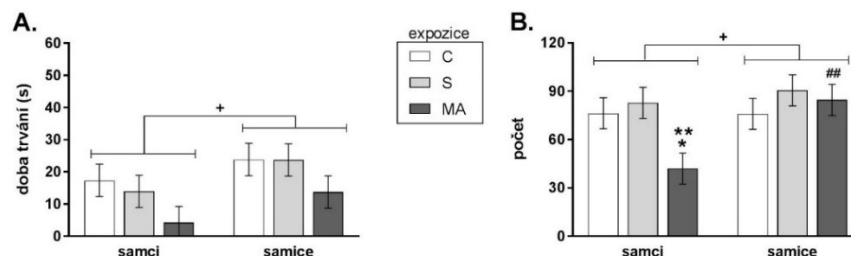 A.
doba trvání (s)
60
50
40
30
20
10
0
+
samci
samice
expozice
C
S
MA
B.
počet
120
90
60
30
0
+
**
*
##
samci
samice